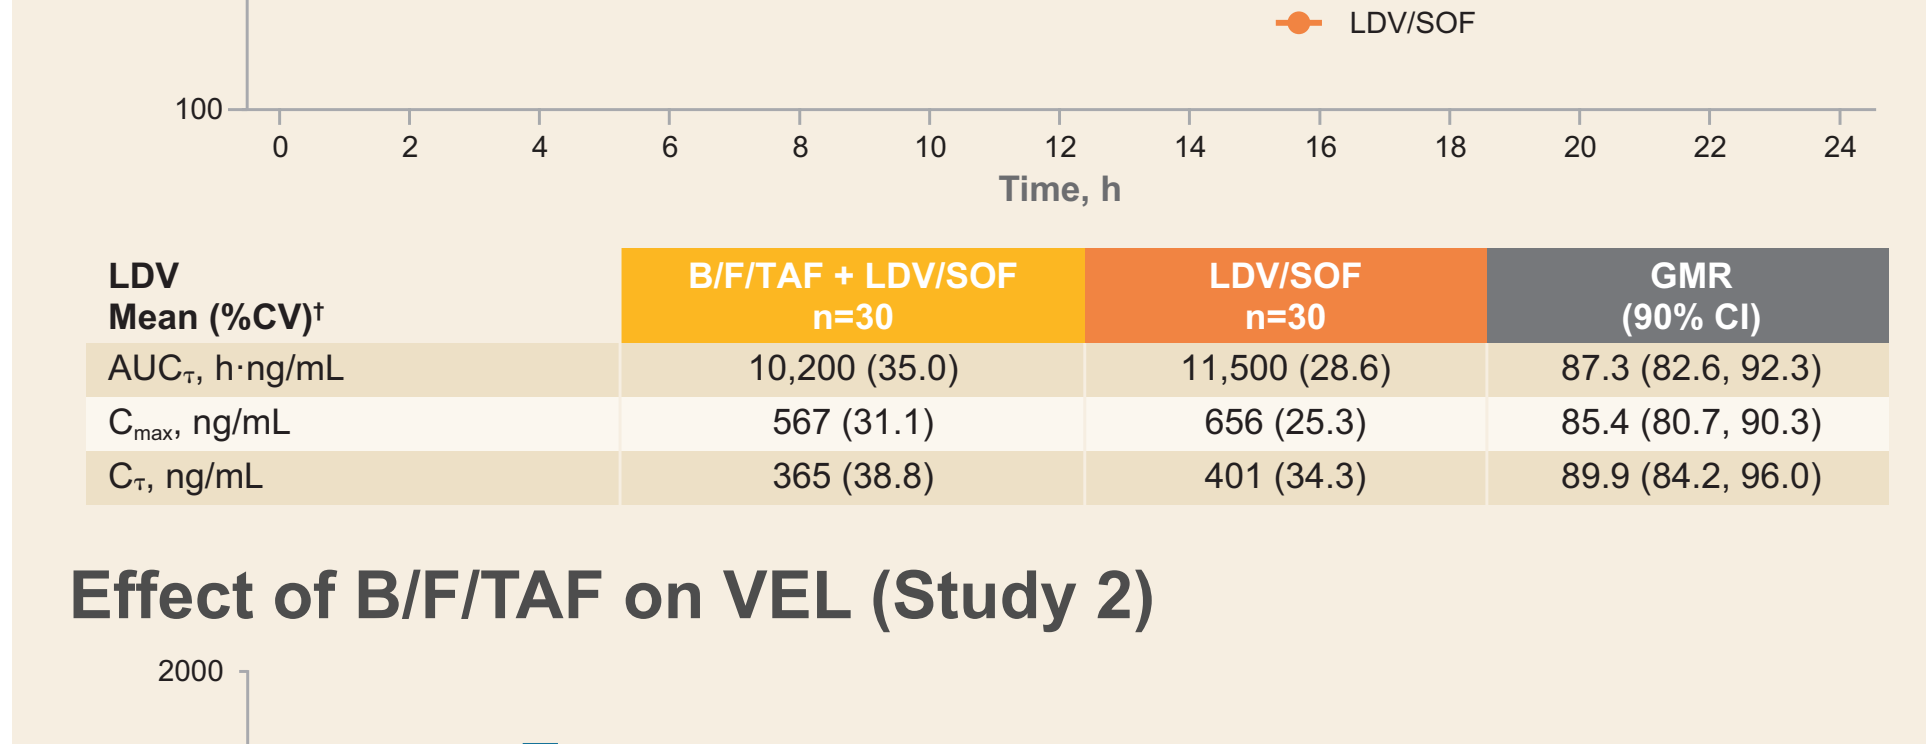 LDV/SOF
100
0 2 4 6 8 10 12 14 16 18 20 22 24
Time, h
LDV B/F/TAF + LDV/SOF LDV/SOF GMR
Mean (%CV)† n=30 n=30 (90% CI)
AUCτ, h·ng/mL 10,200 (35.0) 11,500 (28.6) 87.3 (82.6, 92.3)
Cmax, ng/mL 567 (31.1) 656 (25.3) 85.4 (80.7, 90.3)
Cτ, ng/mL 365 (38.8) 401 (34.3) 89.9 (84.2, 96.0)
Effect of B/F/TAF on VEL (Study 2)
2000